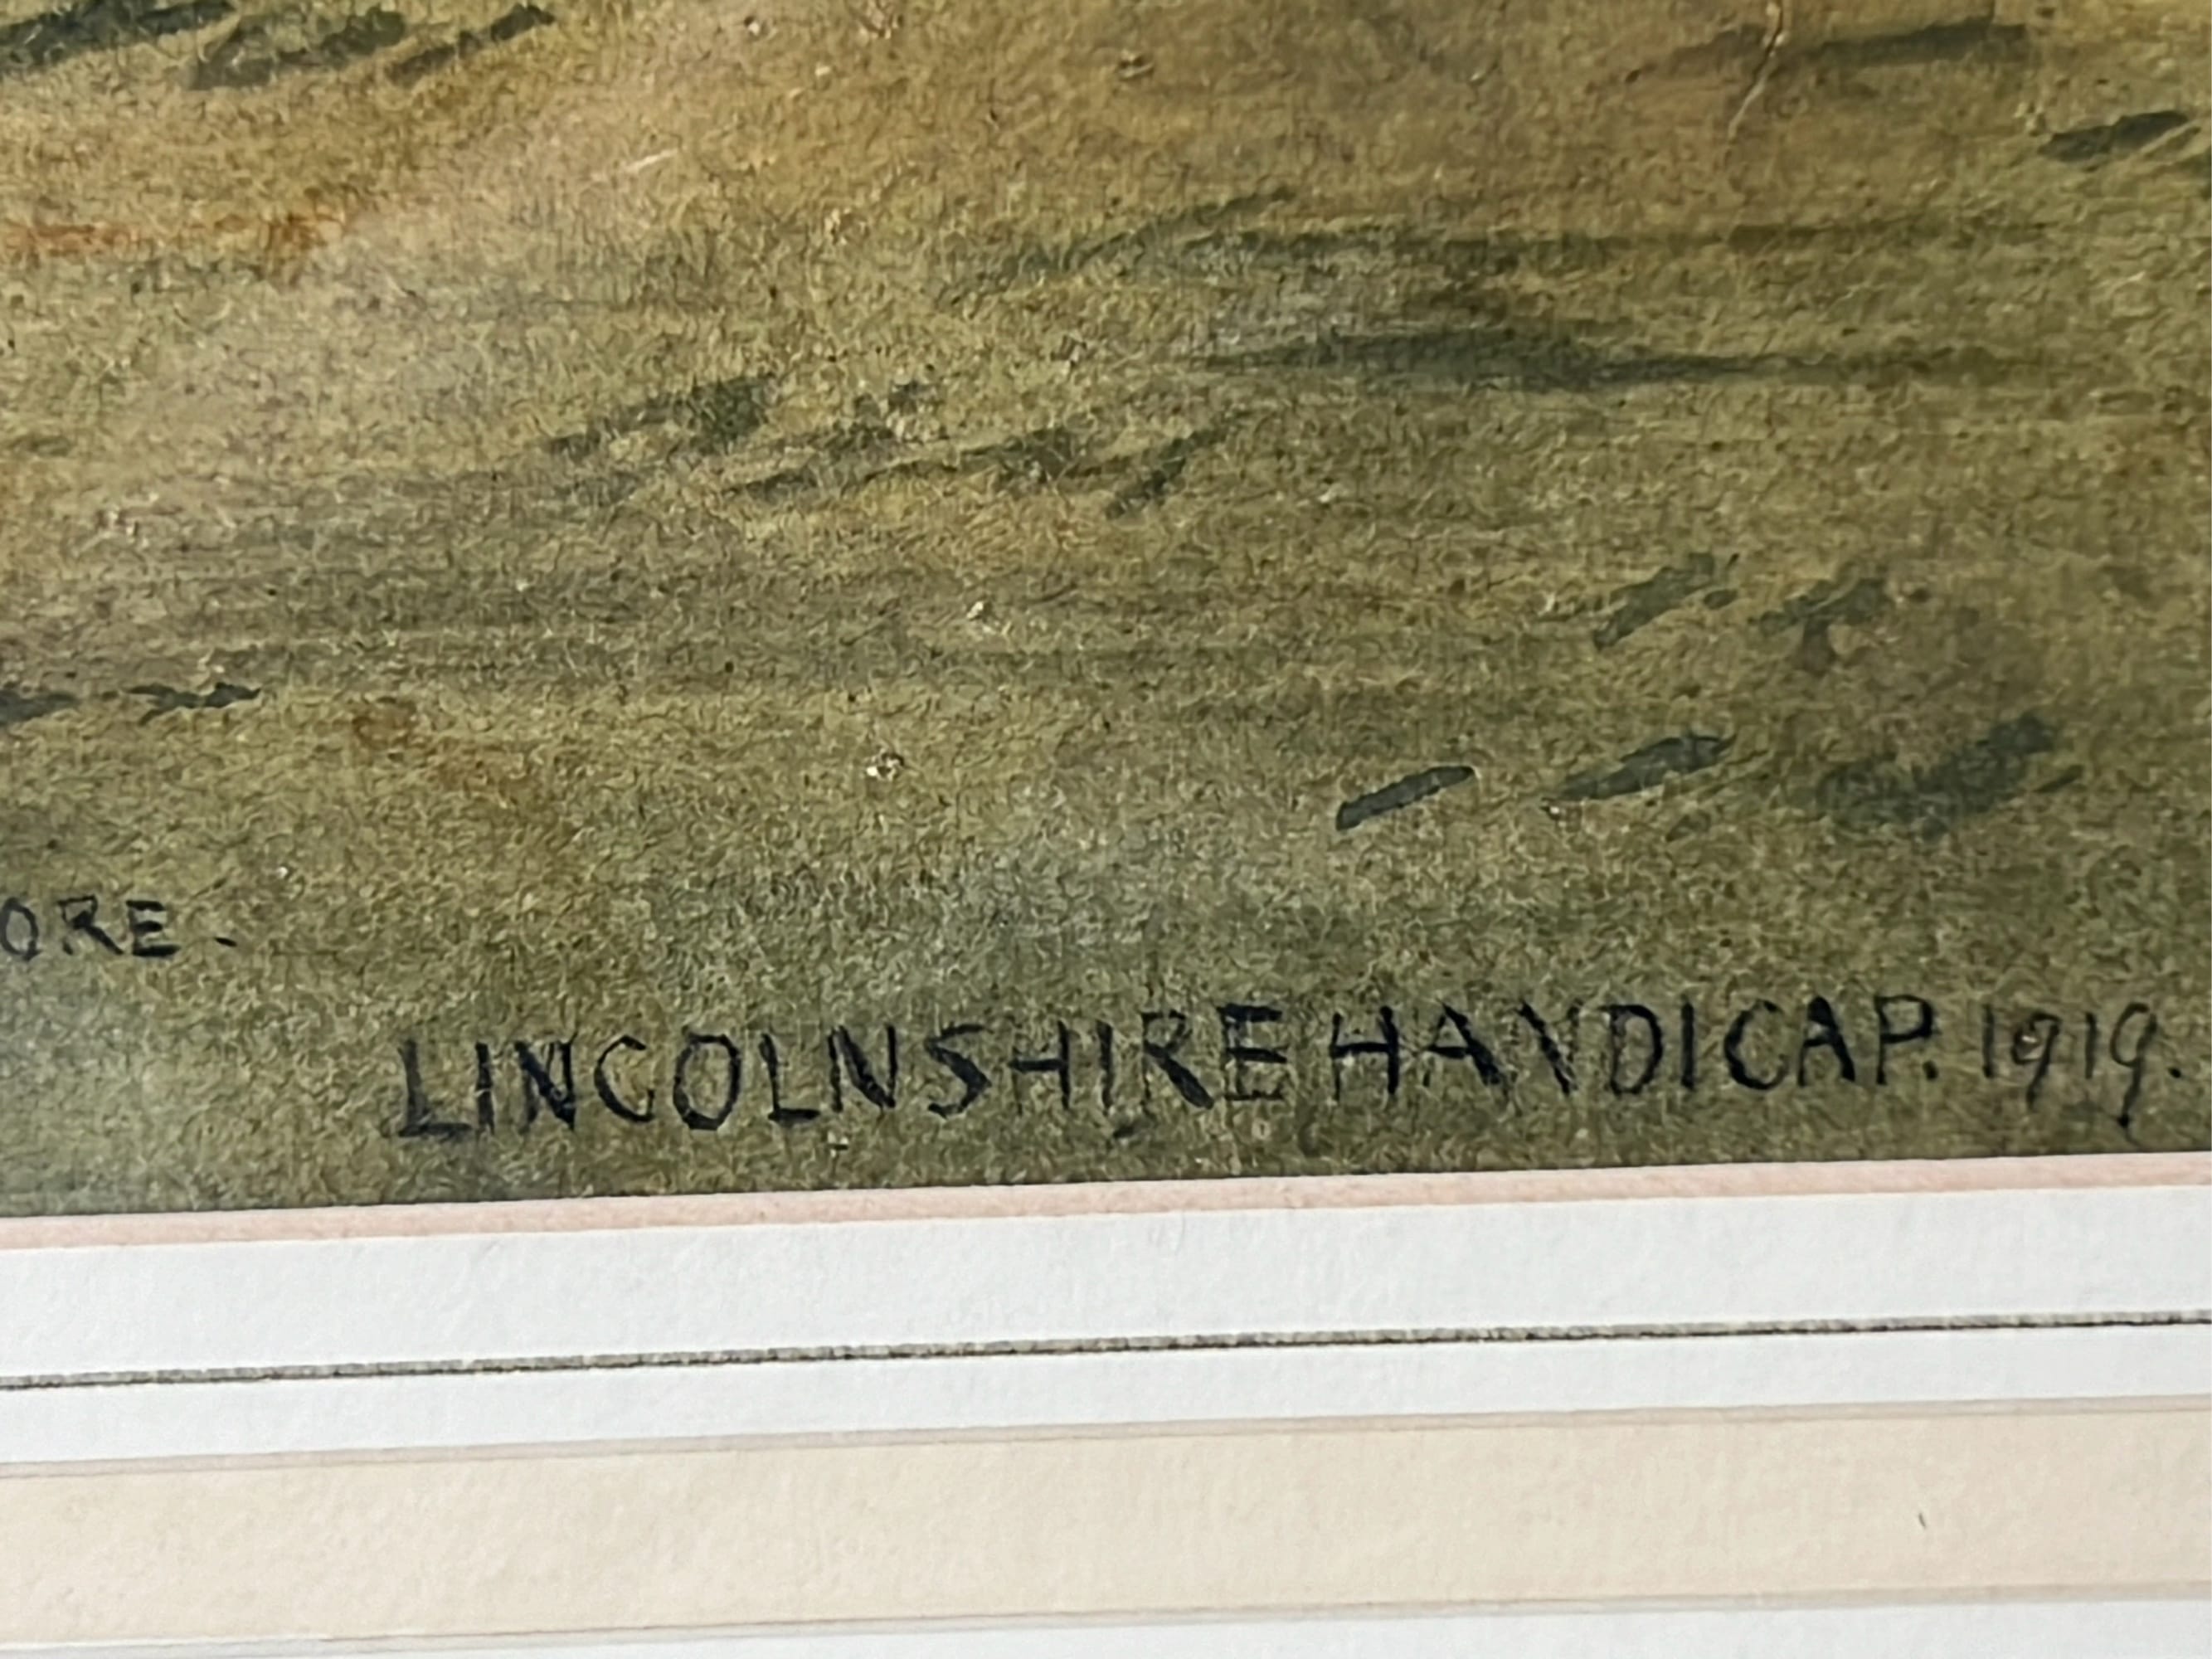 ORE.
LINCOLNSHIRE HANDICAP. 1919.